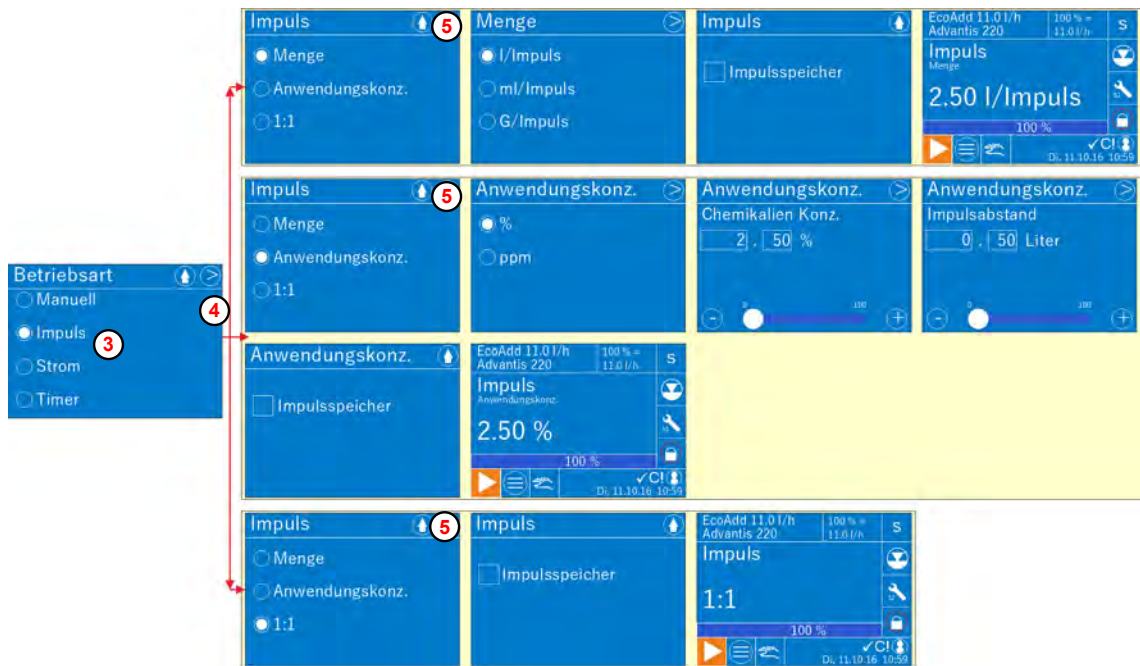 Impuls
5
Menge
Anwendungskonz.
1:1
Menge
l/Impuls
ml/Impuls
G/Impuls
Impuls
Impulsspeicher
EcoAdd 11.0 l/h
Advantis 220
100 % =
11.0 l/h
S
Impuls
Menge
2.50 l/Impuls
100 %
✓C!
Di, 11.10.16 10:59
Betriebsart
Manuell
Impuls
3
Strom
Timer
4
Impuls
5
Menge
Anwendungskonz.
1:1
Anwendungskonz.
%
ppm
Anwendungskonz.
Chemikalien Konz.
2 . 50 %
0
100
Anwendungskonz.
Impulsabstand
0 . 50 Liter
0
100
Anwendungskonz.
Impulsspeicher
EcoAdd 11.0 l/h
Advantis 220
100 % =
11.0 l/h
S
Impuls
Anwendungskonz.
2.50 %
100 %
✓C!
Di, 11.10.16 10:59
Impuls
5
Menge
Anwendungskonz.
1:1
Impuls
Impulsspeicher
EcoAdd 11.0 l/h
Advantis 220
100 % =
11.0 l/h
S
Impuls
1:1
100 %
✓C!
Di, 11.10.16 10:59